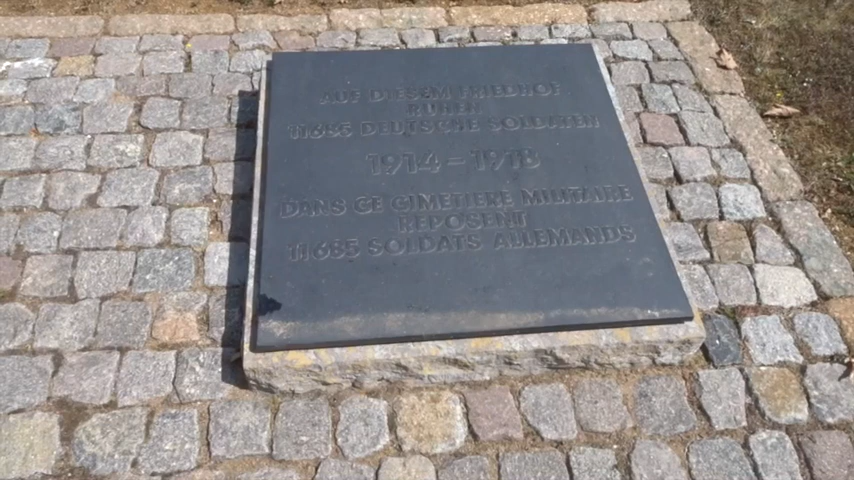 AUF DIESEM FRIEDHOF
RUHEN
11685 DEUTSCHE SOLDATEN
1914 – 1918
DANS CE CIMETIERE MILITAIRE
REPOSENT
11685 SOLDATS ALLEMANDS